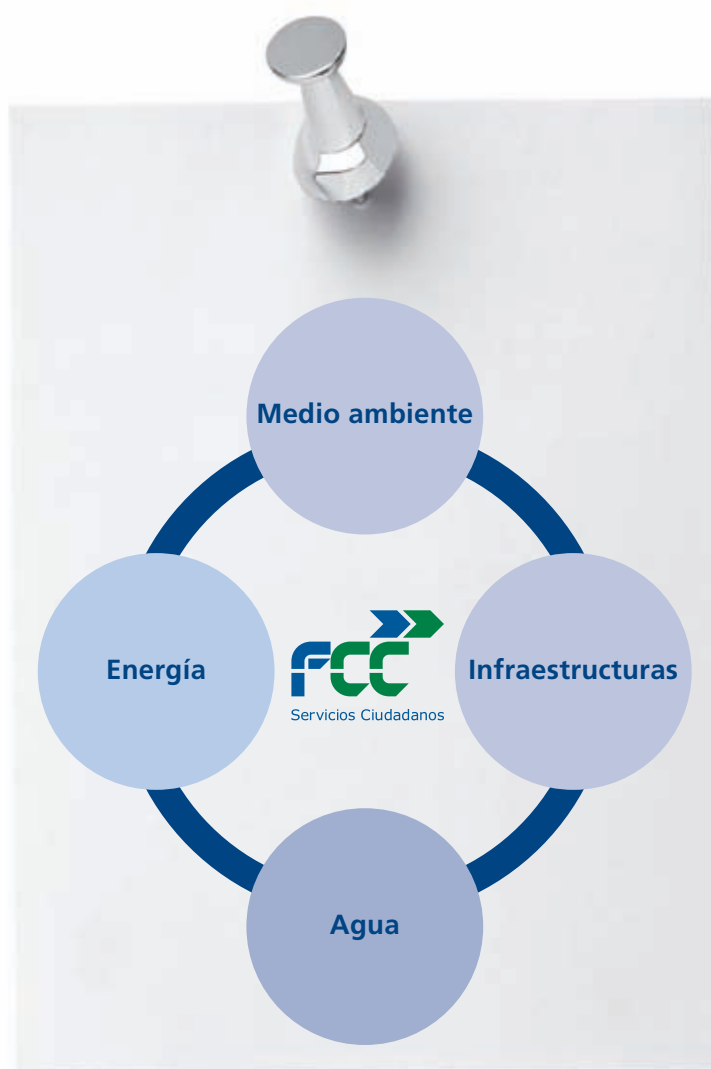 Medio ambiente
Energía
FCC
Servicios Ciudadanos
Infraestructuras
Agua